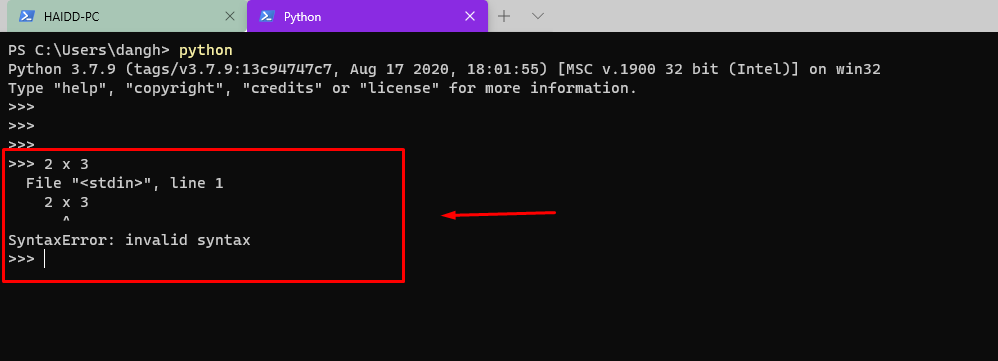 HAIDD-PC
Python
PS C:\Users\dangh> python
Python 3.7.9 (tags/v3.7.9:13c94747c7, Aug 17 2020, 18:01:55) [MSC v.1900 32 bit (Intel)] on win32
Type "help", "copyright", "credits" or "license" for more information.
>>>
>>>
>>>
>>> 2 x 3
  File "<stdin>", line 1
    2 x 3
      ^
SyntaxError: invalid syntax
>>>